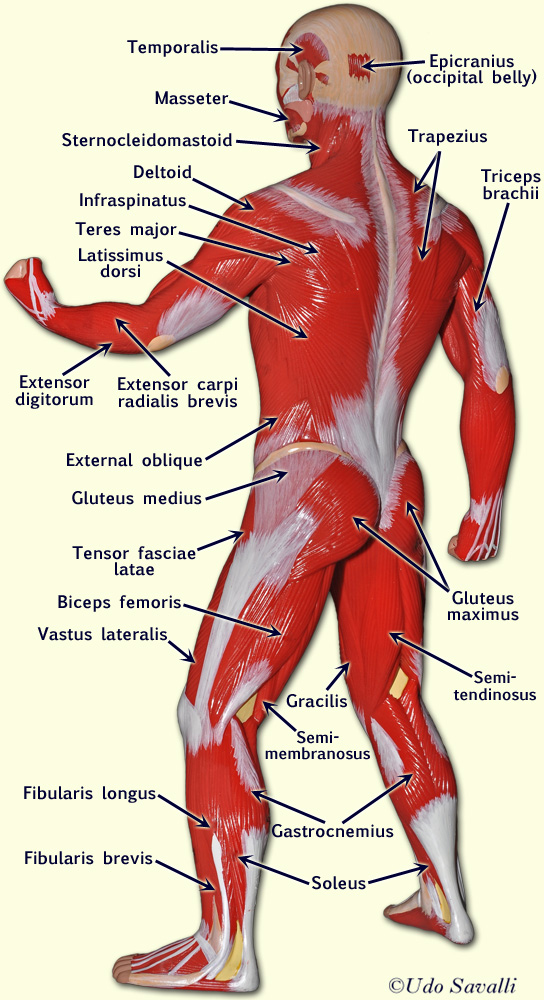 Temporalis
Epicranius
(occipital belly)
Masseter
Sternocleidomastoid
Trapezius
Deltoid
Triceps
brachii
Infraspinatus
Teres major
Latissimus
dorsi
Extensor
digitorum
Extensor carpi
radialis brevis
External oblique
Gluteus medius
Tensor fasciae
latae
Biceps femoris
Gluteus
maximus
Vastus lateralis
Semi-
tendinosus
Gracilis
Semi-
membranosus
Fibularis longus
Gastrocnemius
Fibularis brevis
Soleus
©Udo Savalli